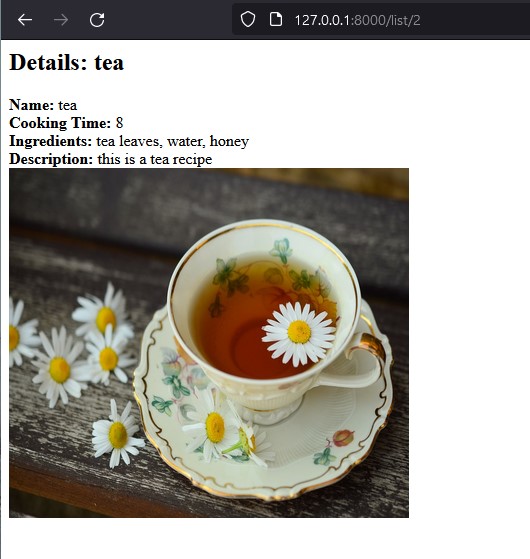 127.0.0.1:8000/list/2
Details: tea
Name: tea
Cooking Time: 8
Ingredients: tea leaves, water, honey
Description: this is a tea recipe